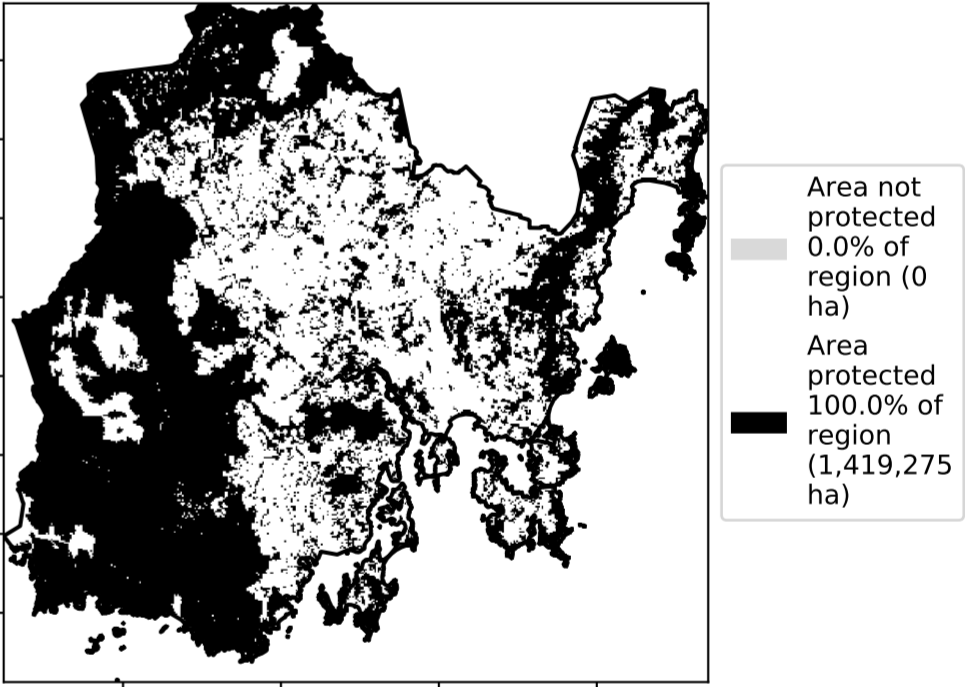 Area not
protected
0.0% of
region (0
ha)
Area
protected
100.0% of
region
(1,419,275
ha)